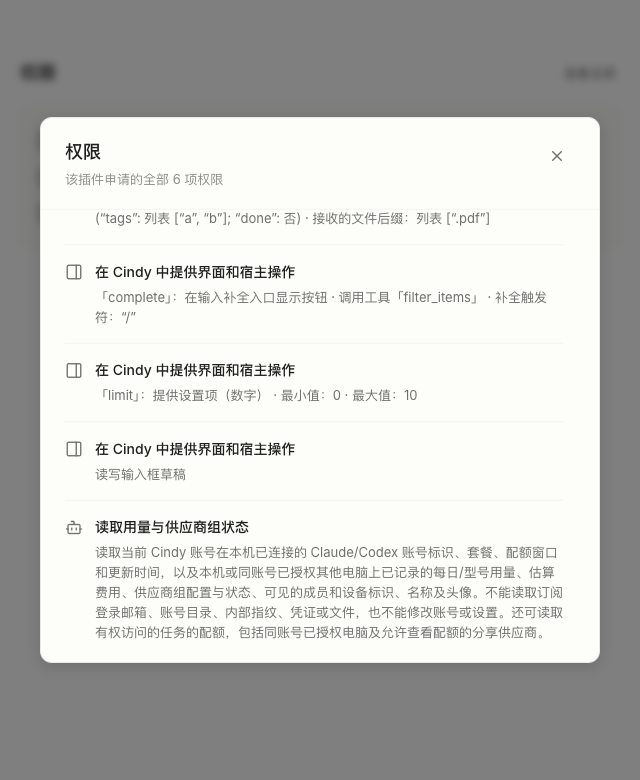 权限
该插件申请的全部 6 项权限
(“tags”: 列表 [“a”, “b”]; “done”: 否) · 接收的文件后缀：列表 [“.pdf”]
在 Cindy 中提供界面和宿主操作
「complete」：在输入补全入口显示按钮 · 调用工具「filter_items」 · 补全触发
符：“/”
在 Cindy 中提供界面和宿主操作
「limit」：提供设置项（数字） · 最小值：0 · 最大值：10
在 Cindy 中提供界面和宿主操作
读写输入框草稿
读取用量与供应商组状态
读取当前 Cindy 账号在本机已连接的 Claude/Codex 账号标识、套餐、配额窗口
和更新时间，以及本机或同账号已授权其他电脑上已记录的每日/型号用量、估算
费用、供应商组配置与状态、可见的成员和设备标识、名称及头像。不能读取订阅
登录邮箱、账号目录、内部指纹、凭证或文件，也不能修改账号或设置。还可读取
有权访问的任务的配额，包括同账号已授权电脑及允许查看配额的分享供应商。